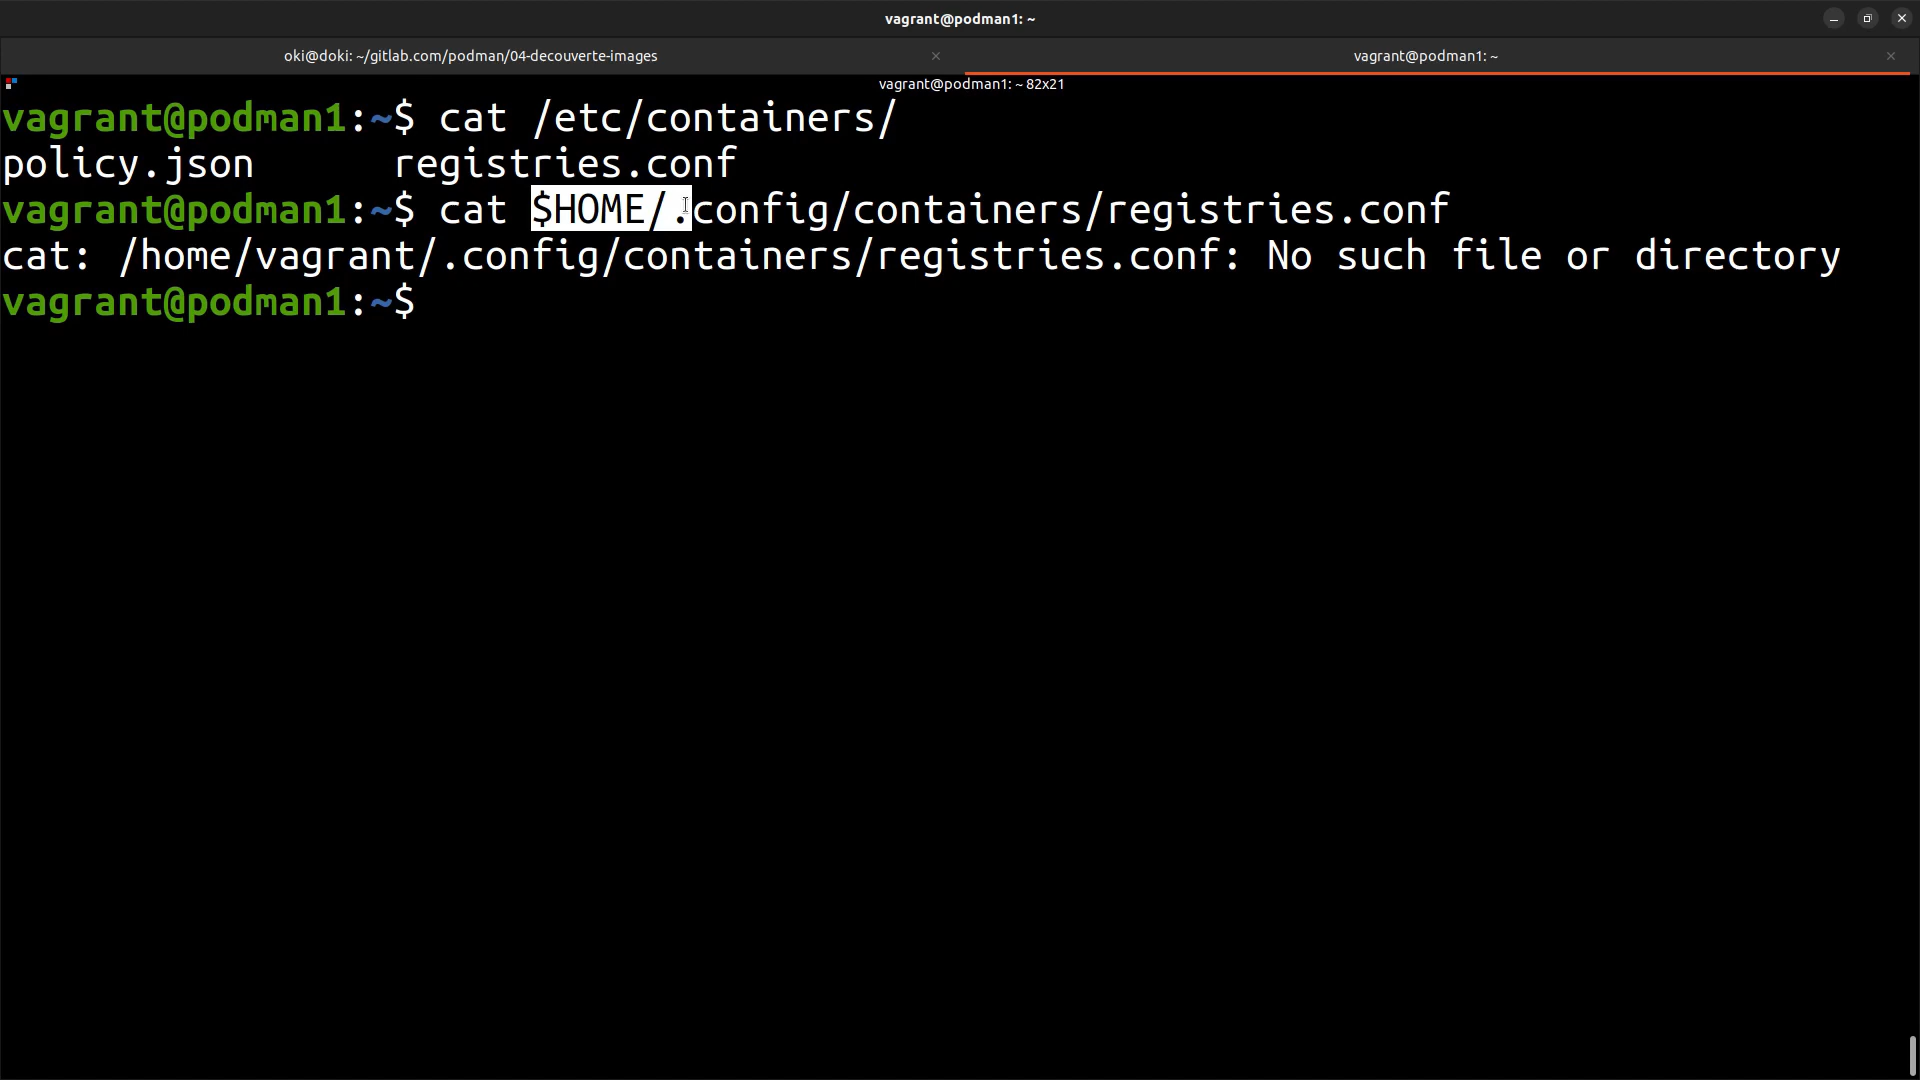 vagrant@podman1: ~
oki@doki: ~/gitlab.com/podman/04-decouverte-images
vagrant@podman1: ~
vagrant@podman1: ~ 82x21
vagrant@podman1:~$ cat /etc/containers/
policy.json      registries.conf
vagrant@podman1:~$ cat $HOME/.config/containers/registries.conf
cat: /home/vagrant/.config/containers/registries.conf: No such file or directory
vagrant@podman1:~$